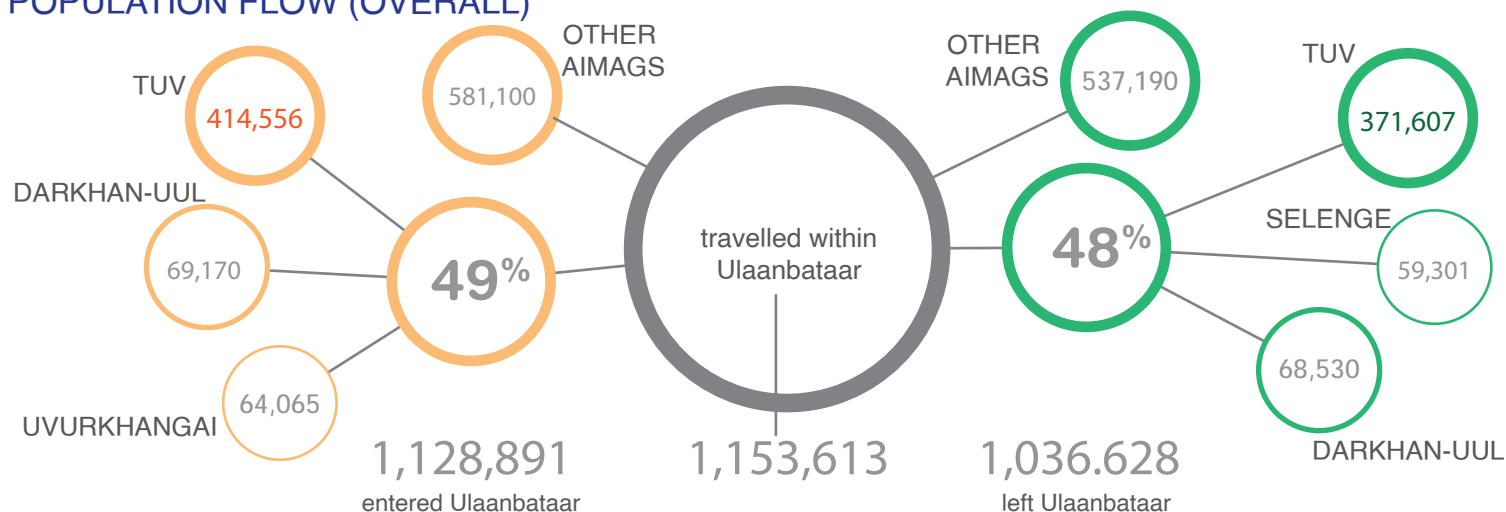 POPULATION FLOW (OVERALL)
TUV
414,556
OTHER
AIMAGS
581,100
DARKHAN-UUL
69,170
49%
UVURKHANGAI
64,065
1,128,891
entered Ulaanbataar
travelled within
Ulaanbataar
1,153,613
OTHER
AIMAGS
537,190
TUV
371,607
48%
SELENGE
59,301
68,530
DARKHAN-UUL
1,036.628
left Ulaanbataar